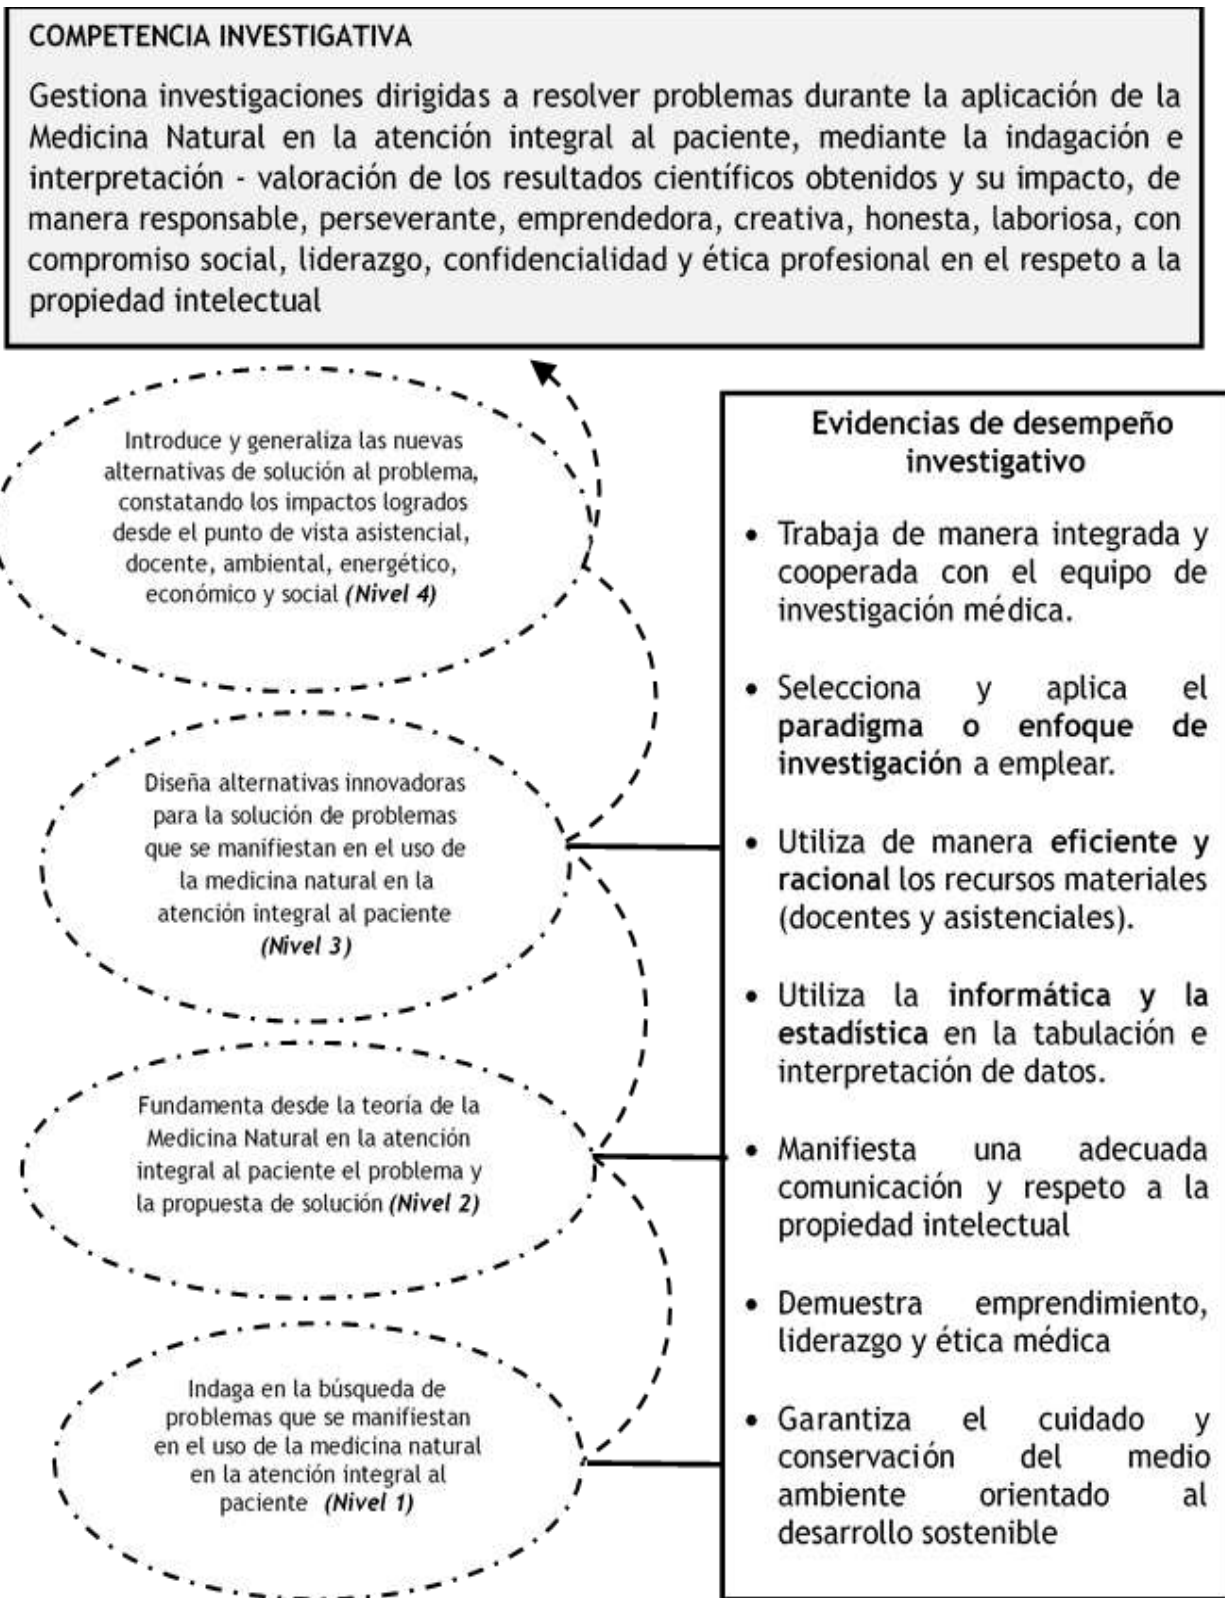 COMPETENCIA INVESTIGATIVA
Gestiona investigaciones dirigidas a resolver problemas durante la aplicación de la
Medicina Natural en la atención integral al paciente, mediante la indagación e
interpretación - valoración de los resultados científicos obtenidos y su impacto, de
manera responsable, perseverante, emprendedora, creativa, honesta, laboriosa, con
compromiso social, liderazgo, confidencialidad y ética profesional en el respeto a la
propiedad intelectual
Introduce y generaliza las nuevas
alternativas de solución al problema,
constatando los impactos logrados
desde el punto de vista asistencial,
docente, ambiental, energético,
económico y social (Nivel 4)
Diseña alternativas innovadoras
para la solución de problemas
que se manifiestan en el uso de
la medicina natural en la
atención integral al paciente
(Nivel 3)
Fundamenta desde la teoría de la
Medicina Natural en la atención
integral al paciente el problema y
la propuesta de solución (Nivel 2)
Indaga en la búsqueda de
problemas que se manifiestan
en el uso de la medicina natural
en la atención integral al
paciente (Nivel 1)
Evidencias de desempeño
investigativo
• Trabaja de manera integrada y
cooperada con el equipo de
investigación médica.
• Selecciona y aplica el
paradigma o enfoque de
investigación a emplear.
• Utiliza de manera eficiente y
racional los recursos materiales
(docentes y asistenciales).
• Utiliza la informática y la
estadística en la tabulación e
interpretación de datos.
• Manifiesta una adecuada
comunicación y respeto a la
propiedad intelectual
• Demuestra emprendimiento,
liderazgo y ética médica
• Garantiza el cuidado y
conservación del medio
ambiente orientado al
desarrollo sostenible